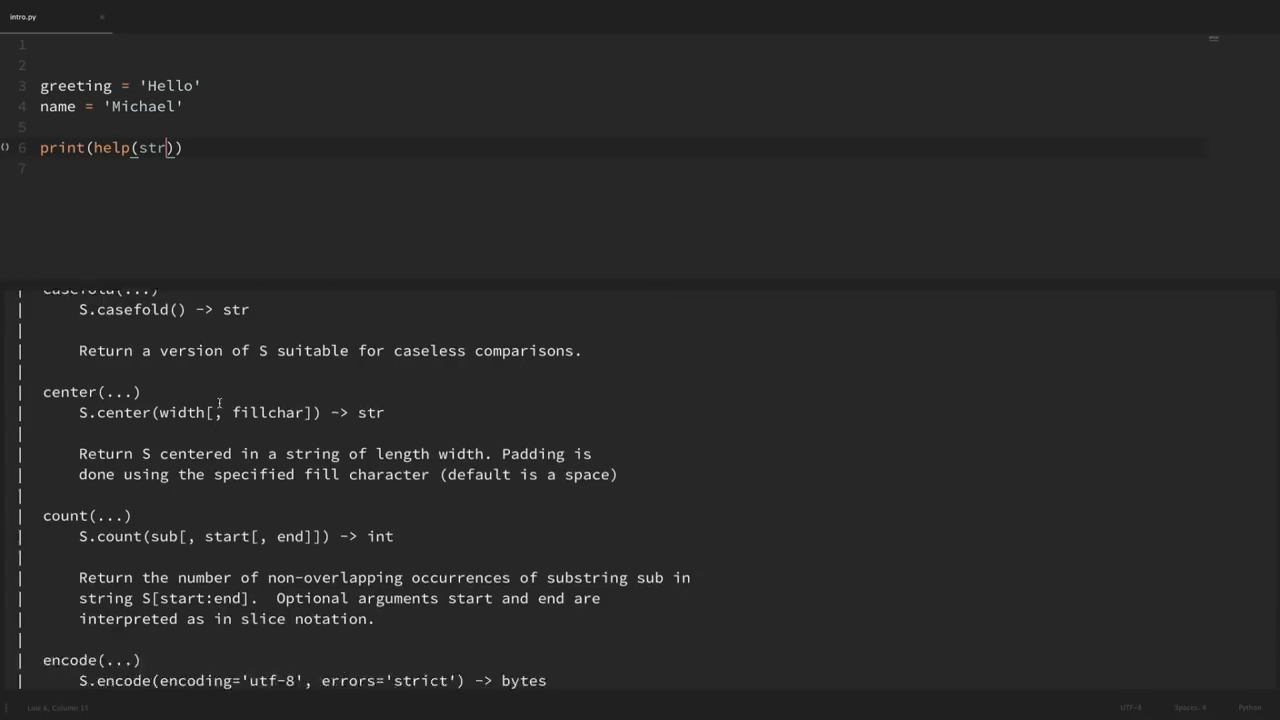 intro.py ×
1
2
3 greeting = 'Hello'
4 name = 'Michael'
5
() 6 print(help(str))
7
| casefold(...)
| S.casefold() -> str
|
| Return a version of S suitable for caseless comparisons.
|
| center(...)
| S.center(width[, fillchar]) -> str
|
| Return S centered in a string of length width. Padding is
| done using the specified fill character (default is a space)
|
| count(...)
| S.count(sub[, start[, end]]) -> int
|
| Return the number of non-overlapping occurrences of substring sub in
| string S[start:end].  Optional arguments start and end are
| interpreted as in slice notation.
|
| encode(...)
| S.encode(encoding='utf-8', errors='strict') -> bytes
Line 6, Column 15 UTF-8 Spaces: 4 Python